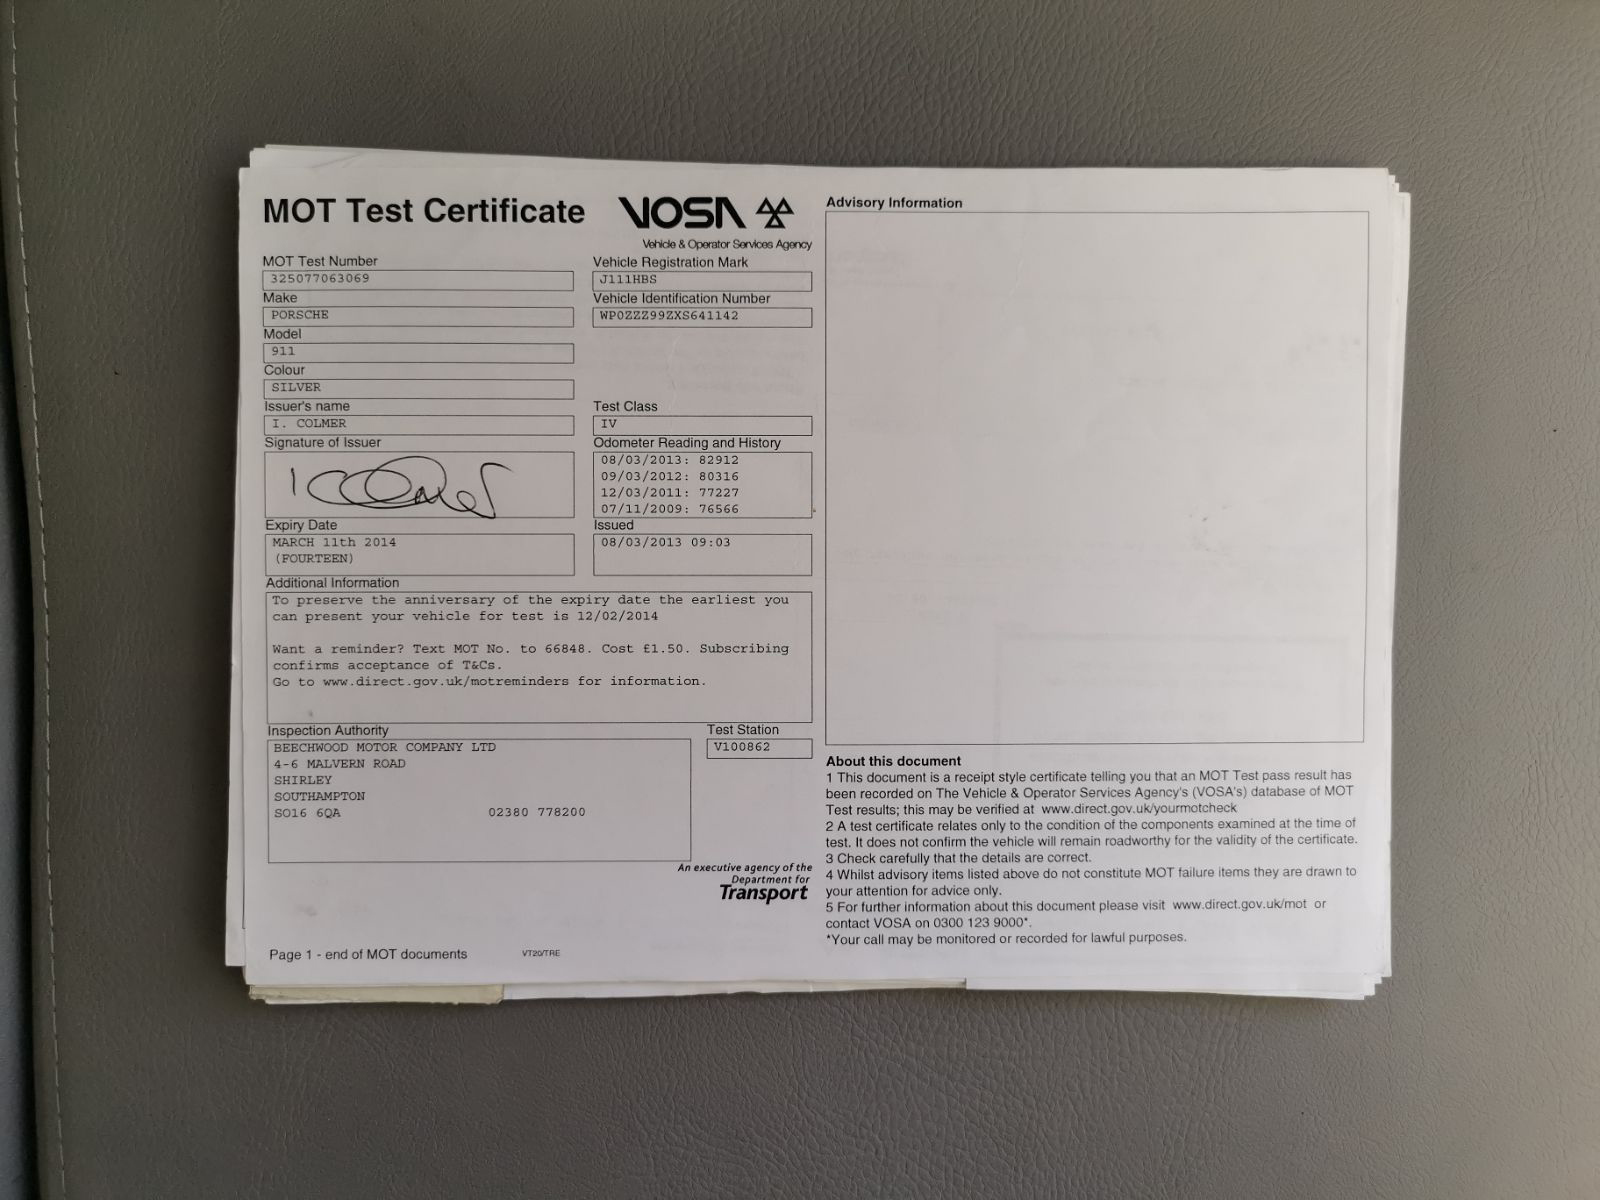 MOT Test Certificate
VOSA
Vehicle & Operator Services Agency
MOT Test Number
325077063069
Vehicle Registration Mark
J111HBS
Make
PORSCHE
Vehicle Identification Number
WP0ZZZ99ZXS641142
Model
911
Colour
SILVER
Issuer's name
I. COLMER
Test Class
IV
Signature of Issuer
Odometer Reading and History
08/03/2013: 82912
09/03/2012: 80316
12/03/2011: 77227
07/11/2009: 76566
Expiry Date
MARCH 11th 2014
(FOURTEEN)
Issued
08/03/2013 09:03
Additional Information
To preserve the anniversary of the expiry date the earliest you
can present your vehicle for test is 12/02/2014
Want a reminder? Text MOT No. to 66848. Cost £1.50. Subscribing
confirms acceptance of T&Cs.
Go to www.direct.gov.uk/motreminders for information.
Inspection Authority
BEECHWOOD MOTOR COMPANY LTD
4-6 MALVERN ROAD
SHIRLEY
SOUTHAMPTON
SO16 6QA 02380 778200
Test Station
V100862
An executive agency of the
Department for
Transport
Page 1 - end of MOT documents
VT20/TRE
Advisory Information
About this document
1 This document is a receipt style certificate telling you that an MOT Test pass result has
been recorded on The Vehicle & Operator Services Agency's (VOSA's) database of MOT
Test results; this may be verified at www.direct.gov.uk/yourmotcheck
2 A test certificate relates only to the condition of the components examined at the time of
test. It does not confirm the vehicle will remain roadworthy for the validity of the certificate.
3 Check carefully that the details are correct.
4 Whilst advisory items listed above do not constitute MOT failure items they are drawn to
your attention for advice only.
5 For further information about this document please visit www.direct.gov.uk/mot or
contact VOSA on 0300 123 9000*.
*Your call may be monitored or recorded for lawful purposes.